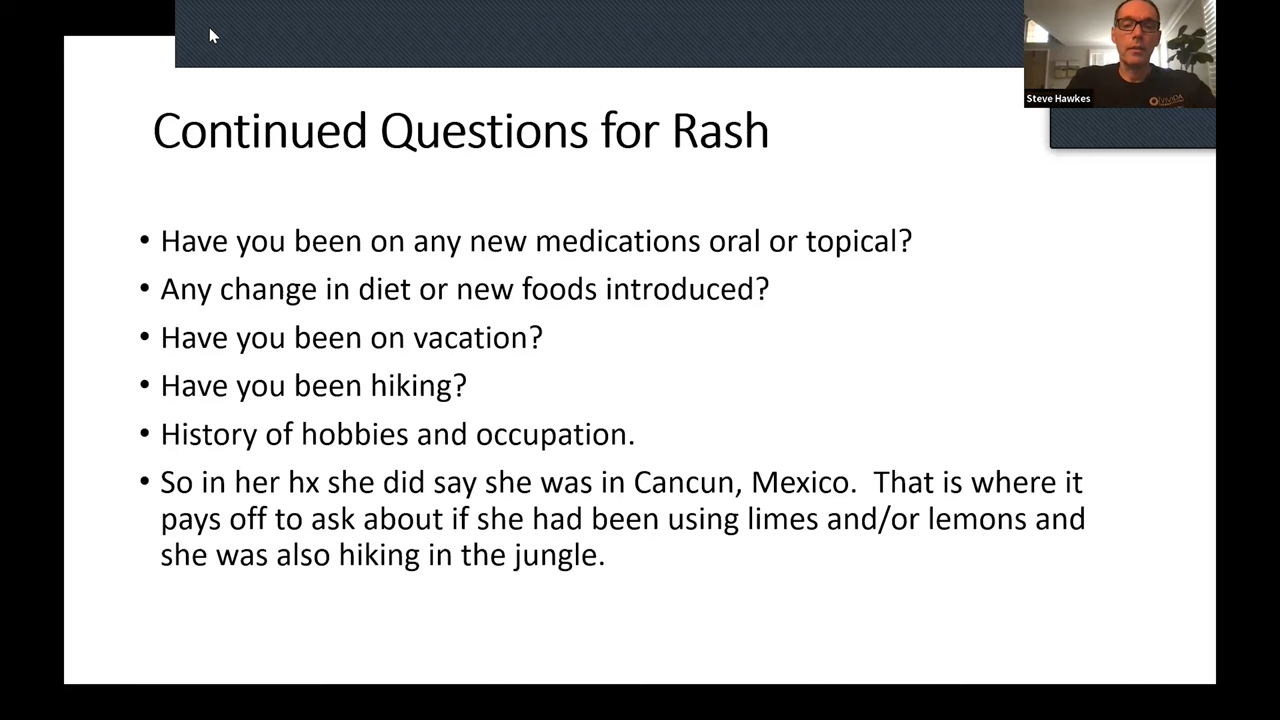 Steve Hawkes
VIVIDA
Continued Questions for Rash
• Have you been on any new medications oral or topical?
• Any change in diet or new foods introduced?
• Have you been on vacation?
• Have you been hiking?
• History of hobbies and occupation.
• So in her hx she did say she was in Cancun, Mexico.  That is where it
pays off to ask about if she had been using limes and/or lemons and
she was also hiking in the jungle.